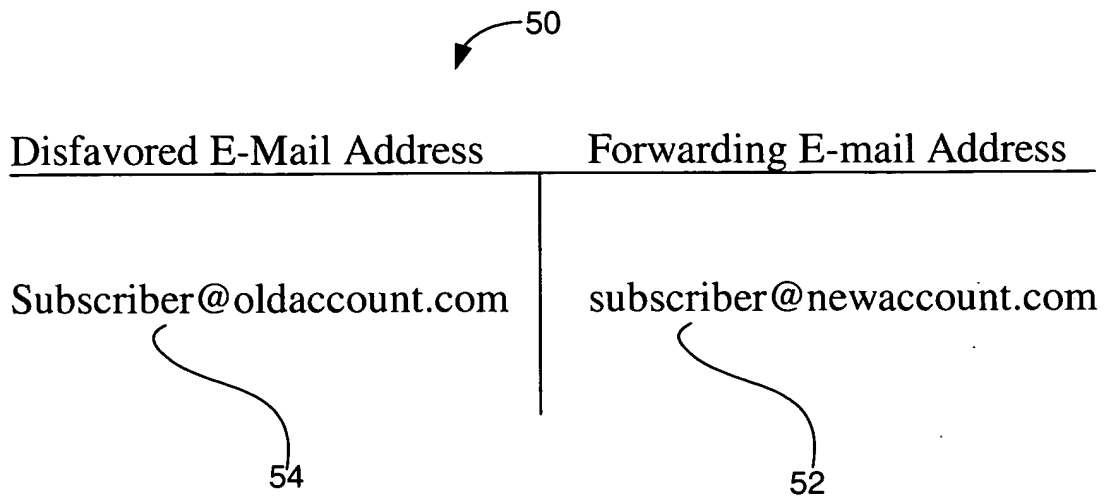 50
Disfavored E-Mail Address Forwarding E-mail Address
Subscriber@oldaccount.com subscriber@newaccount.com
54 52